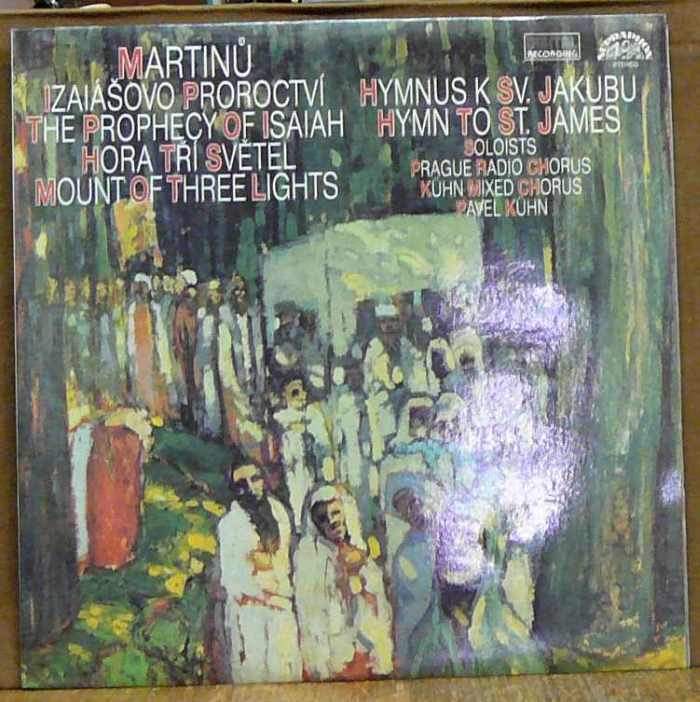 MARTINŮ
IZAIÁŠOVO PROROCTVÍ
THE PROPHECY OF ISAIAH
HORA TŘÍ SVĚTEL
MOUNT OF THREE LIGHTS
RECORDING
SUPRAPHON
STEREO
HYMNUS K SV. JAKUBU
HYMN TO ST. JAMES
SOLOISTS
PRAGUE RADIO CHORUS
KÜHN MIXED CHORUS
PAVEL KÜHN